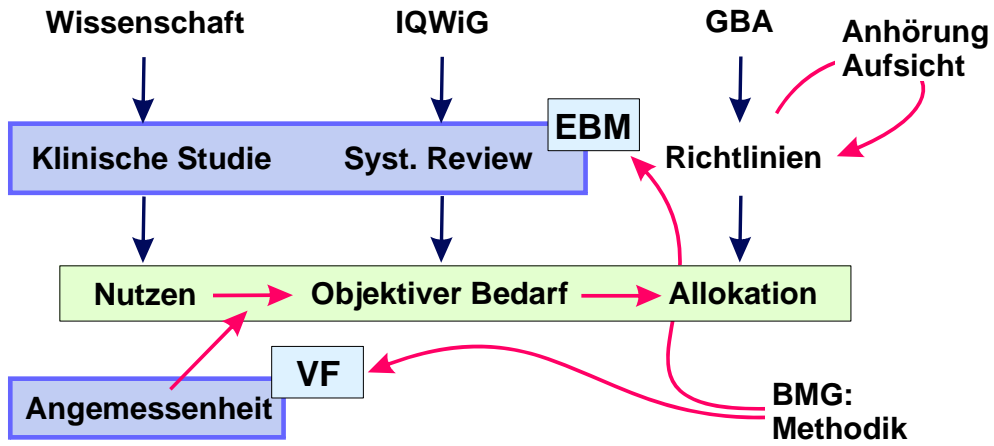 Wissenschaft
IQWiG
GBA
Anhörung
Aufsicht
EBM
Klinische Studie
Syst. Review
Richtlinien
Nutzen
Objektiver Bedarf
Allokation
VF
Angemessenheit
BMG:
Methodik